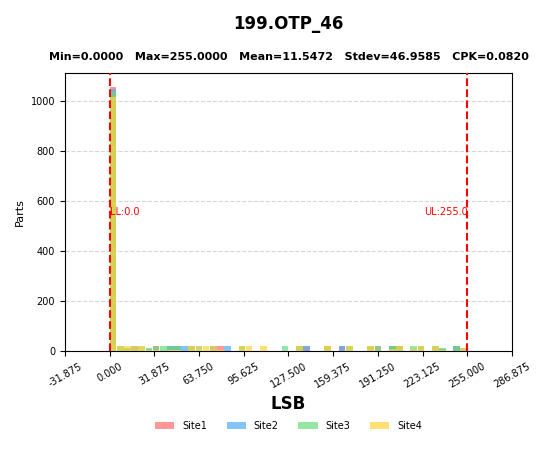 199.OTP_46
Min=0.0000 Max=255.0000 Mean=11.5472 Stdev=46.9585 CPK=0.0820
1000
800
600
400
200
0
Parts
LL:0.0
UL:255.0
-31.875 0.000 31.875 63.750 95.625 127.500 159.375 191.250 223.125 255.000 286.875
LSB
Site1 Site2 Site3 Site4